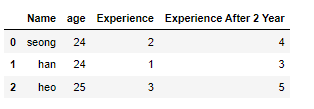 Name age Experience Experience After 2 Year
0 seong 24 2 4
1 han 24 1 3
2 heo 25 3 5